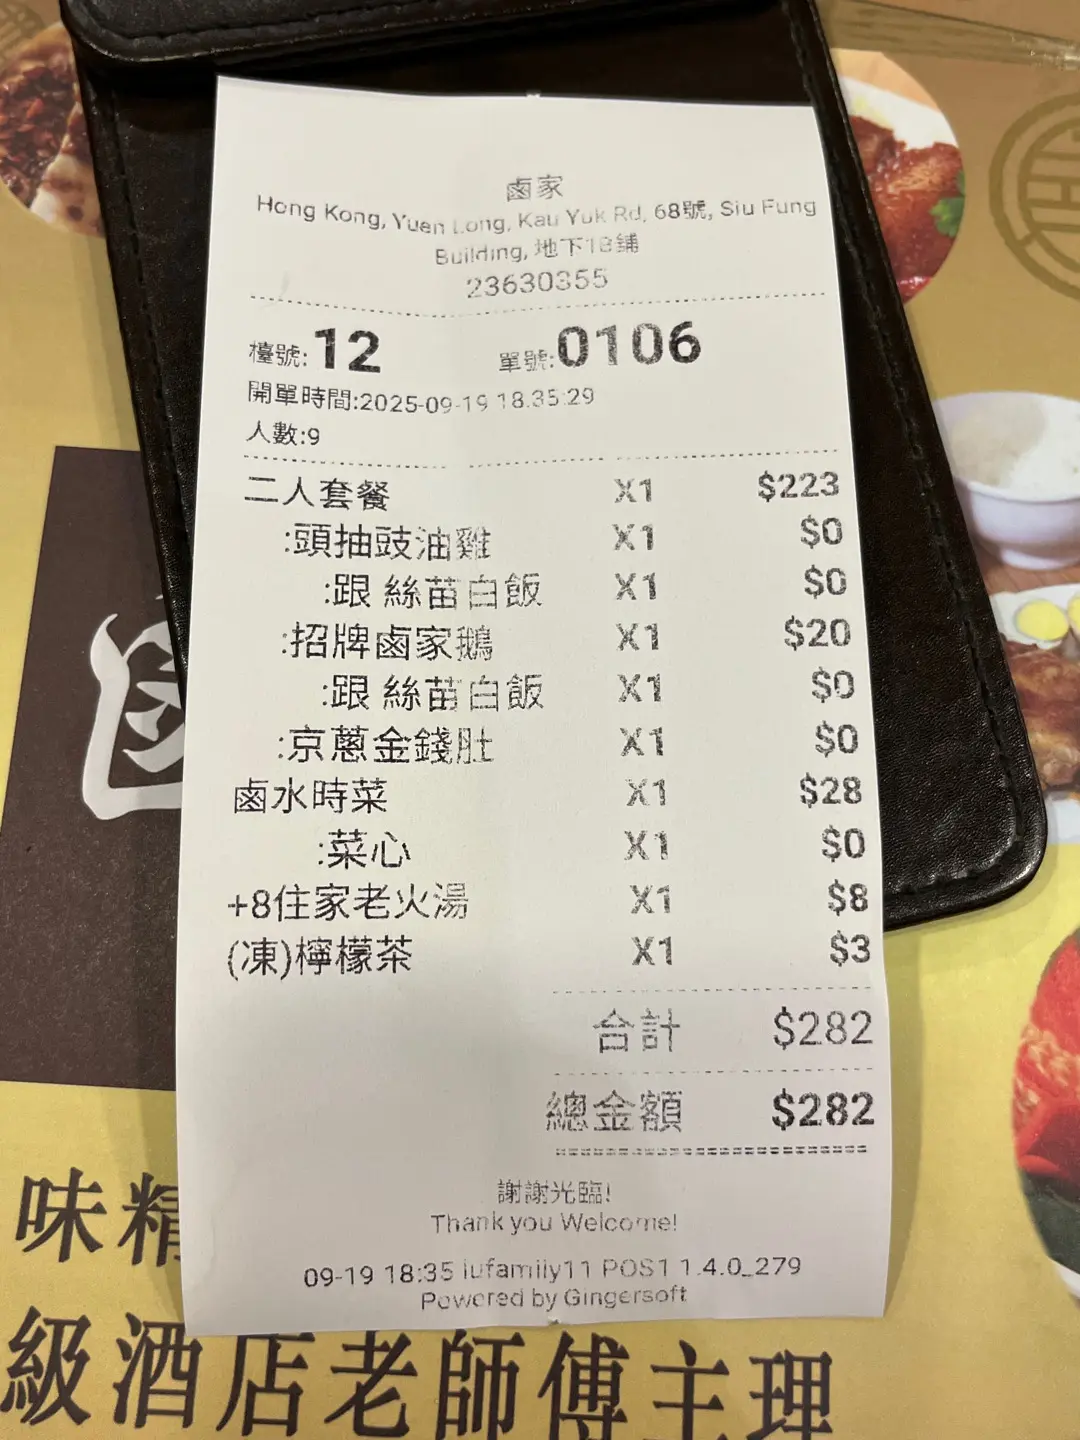 鹵家
Hong Kong, Yuen Long, Kau Yuk Rd, 68號, Siu Fung
Building, 地下1B鋪
23630355
檯號:12 單號:0106
開單時間:2025-09-19 18:35:29
人數:9
二人套餐 X1 $223
:頭抽豉油雞 X1 $0
:跟 絲苗白飯 X1 $0
:招牌鹵家鵝 X1 $20
:跟 絲苗白飯 X1 $0
:京蔥金錢肚 X1 $0
鹵水時菜 X1 $28
:菜心 X1 $0
+8住家老火湯 X1 $8
(凍)檸檬茶 X1 $3
合計 $282
總金額 $282
謝謝光臨!
Thank you Welcome!
09-19 18:35 lufamily11 POS1 1.4.0_279
Powered by Gingersoft
鹵
味精
級酒店老師傅主理